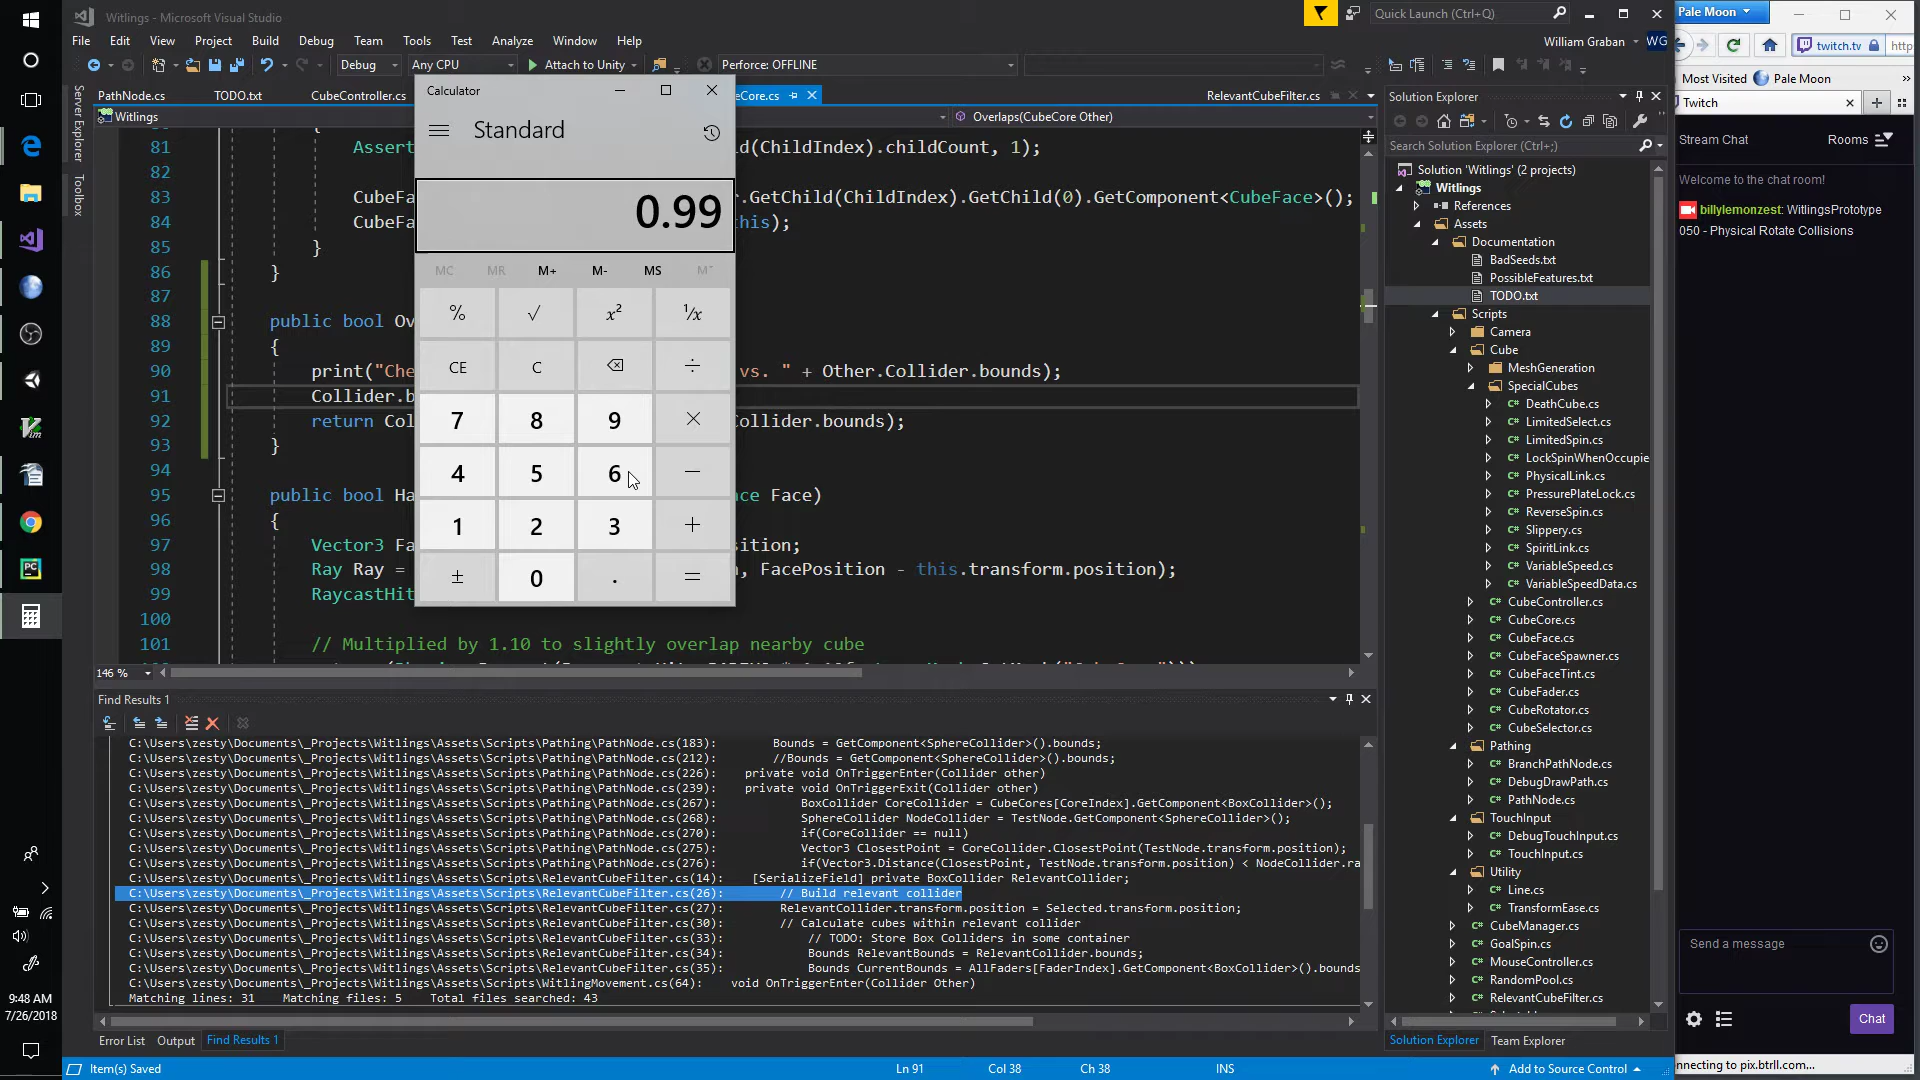 Witlings - Microsoft Visual Studio
Quick Launch (Ctrl+Q)
File Edit View Project Build Debug Team Tools Test Analyze Window Help
William Graban WG
Debug Any CPU Attach to Unity Perforce: OFFLINE
PathNode.cs TODO.txt CubeController.cs eCore.cs RelevantCubeFilter.cs
Witlings Overlaps(CubeCore Other)
Server Explorer
Toolbox
81 Assert d(ChildIndex).childCount, 1);
82
83 CubeFa .GetChild(ChildIndex).GetChild(0).GetComponent<CubeFace>();
84 CubeFa his);
85 }
86 }
87
88 public bool Ov
89 {
90 print("Che vs. " + Other.Collider.bounds);
91 Collider.b
92 return Col ollider.bounds);
93 }
94
95 public bool Ha ce Face)
96 {
97 Vector3 Fa ition;
98 Ray Ray = , FacePosition - this.transform.position);
99 RaycastHit
100
101 // Multiplied by 1.10 to slightly overlap nearby cube
146 %
Calculator
Standard
0.99
MC MR M+ M- MS M˅
% √ x² ¹/x
CE C ⌫ ÷
7 8 9 ×
4 5 6 −
1 2 3 +
± 0 . =
Find Results 1
C:\Users\zesty\Documents\_Projects\Witlings\Assets\Scripts\Pathing\PathNode.cs(183): Bounds = GetComponent<SphereCollider>().bounds;
C:\Users\zesty\Documents\_Projects\Witlings\Assets\Scripts\Pathing\PathNode.cs(212): //Bounds = GetComponent<SphereCollider>().bounds;
C:\Users\zesty\Documents\_Projects\Witlings\Assets\Scripts\Pathing\PathNode.cs(226): private void OnTriggerEnter(Collider other)
C:\Users\zesty\Documents\_Projects\Witlings\Assets\Scripts\Pathing\PathNode.cs(239): private void OnTriggerExit(Collider other)
C:\Users\zesty\Documents\_Projects\Witlings\Assets\Scripts\Pathing\PathNode.cs(267): BoxCollider CoreCollider = CubeCores[CoreIndex].GetComponent<BoxCollider>();
C:\Users\zesty\Documents\_Projects\Witlings\Assets\Scripts\Pathing\PathNode.cs(268): SphereCollider NodeCollider = TestNode.GetComponent<SphereCollider>();
C:\Users\zesty\Documents\_Projects\Witlings\Assets\Scripts\Pathing\PathNode.cs(270): if(CoreCollider == null)
C:\Users\zesty\Documents\_Projects\Witlings\Assets\Scripts\Pathing\PathNode.cs(275): Vector3 ClosestPoint = CoreCollider.ClosestPoint(TestNode.transform.position);
C:\Users\zesty\Documents\_Projects\Witlings\Assets\Scripts\Pathing\PathNode.cs(276): if(Vector3.Distance(ClosestPoint, TestNode.transform.position) < NodeCollider.ra
C:\Users\zesty\Documents\_Projects\Witlings\Assets\Scripts\RelevantCubeFilter.cs(14): [SerializeField] private BoxCollider RelevantCollider;
C:\Users\zesty\Documents\_Projects\Witlings\Assets\Scripts\RelevantCubeFilter.cs(26): // Build relevant collider
C:\Users\zesty\Documents\_Projects\Witlings\Assets\Scripts\RelevantCubeFilter.cs(27): RelevantCollider.transform.position = Selected.transform.position;
C:\Users\zesty\Documents\_Projects\Witlings\Assets\Scripts\RelevantCubeFilter.cs(30): // Calculate cubes within relevant collider
C:\Users\zesty\Documents\_Projects\Witlings\Assets\Scripts\RelevantCubeFilter.cs(33): // TODO: Store Box Colliders in some container
C:\Users\zesty\Documents\_Projects\Witlings\Assets\Scripts\RelevantCubeFilter.cs(34): Bounds RelevantBounds = RelevantCollider.bounds;
C:\Users\zesty\Documents\_Projects\Witlings\Assets\Scripts\RelevantCubeFilter.cs(35): Bounds CurrentBounds = AllFaders[FaderIndex].GetComponent<BoxCollider>().bounds
C:\Users\zesty\Documents\_Projects\Witlings\Assets\Scripts\WitlingMovement.cs(64): void OnTriggerEnter(Collider Other)
Matching lines: 31 Matching files: 5 Total files searched: 43
Error List Output Find Results 1
Item(s) Saved Ln 91 Col 38 Ch 38 INS Add to Source Control
Solution Explorer
Search Solution Explorer (Ctrl+;)
Solution 'Witlings' (2 projects)
Witlings
References
Assets
Documentation
BadSeeds.txt
PossibleFeatures.txt
TODO.txt
Scripts
Camera
Cube
MeshGeneration
SpecialCubes
DeathCube.cs
LimitedSelect.cs
LimitedSpin.cs
LockSpinWhenOccupie
PhysicalLink.cs
PressurePlateLock.cs
ReverseSpin.cs
Slippery.cs
SpiritLink.cs
VariableSpeed.cs
VariableSpeedData.cs
CubeController.cs
CubeCore.cs
CubeFace.cs
CubeFaceSpawner.cs
CubeFaceTint.cs
CubeFader.cs
CubeRotator.cs
CubeSelector.cs
Pathing
BranchPathNode.cs
DebugDrawPath.cs
PathNode.cs
TouchInput
DebugTouchInput.cs
TouchInput.cs
Utility
Line.cs
TransformEase.cs
CubeManager.cs
GoalSpin.cs
MouseController.cs
RandomPool.cs
RelevantCubeFilter.cs
Solution Explorer Team Explorer
Pale Moon
twitch.tv http
Most Visited Pale Moon »
Twitch
Stream Chat Rooms
Welcome to the chat room!
billylemonzest: WitlingsPrototype
050 - Physical Rotate Collisions
Send a message
Chat
nnecting to pix.btrll.com...
9:48 AM
7/26/2018